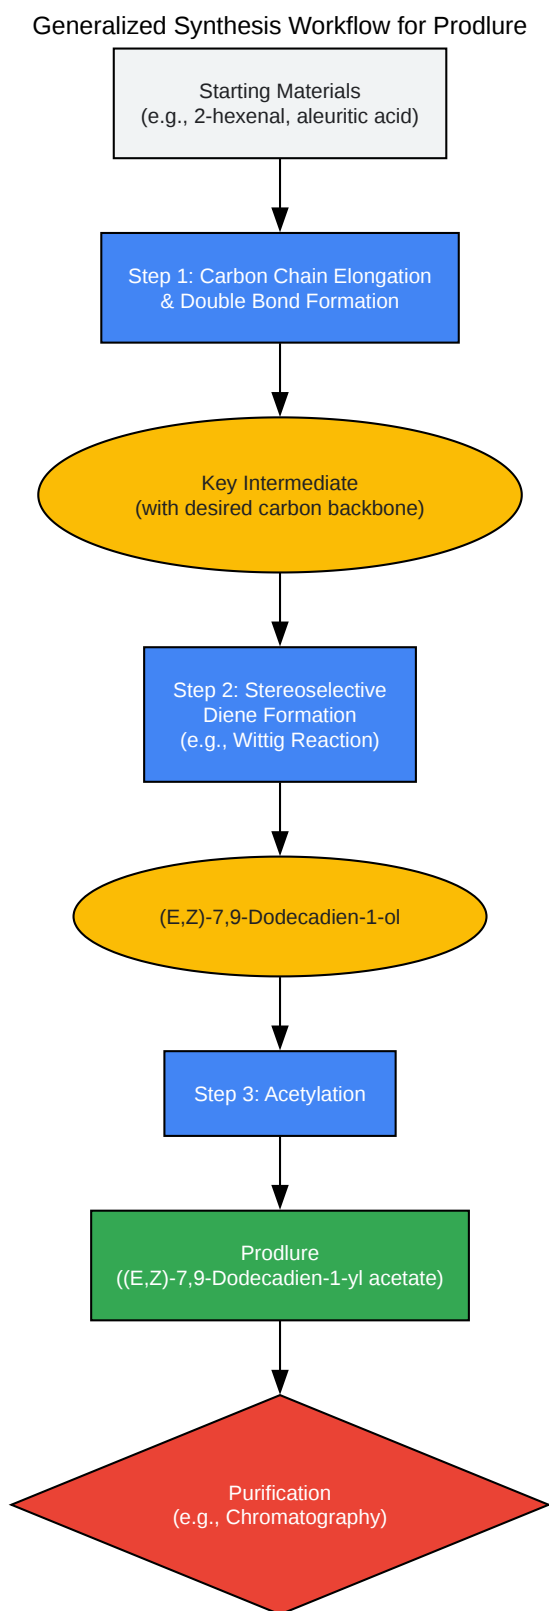 Generalized Synthesis Workflow for Prodlure
Starting Materials
(e.g., 2-hexenal, aleuritic acid)
Step 1: Carbon Chain Elongation
& Double Bond Formation
Key Intermediate
(with desired carbon backbone)
Step 2: Stereoselective
Diene Formation
(e.g., Wittig Reaction)
(E,Z)-7,9-Dodecadien-1-ol
Step 3: Acetylation
Prodlure
((E,Z)-7,9-Dodecadien-1-yl acetate)
Purification
(e.g., Chromatography)